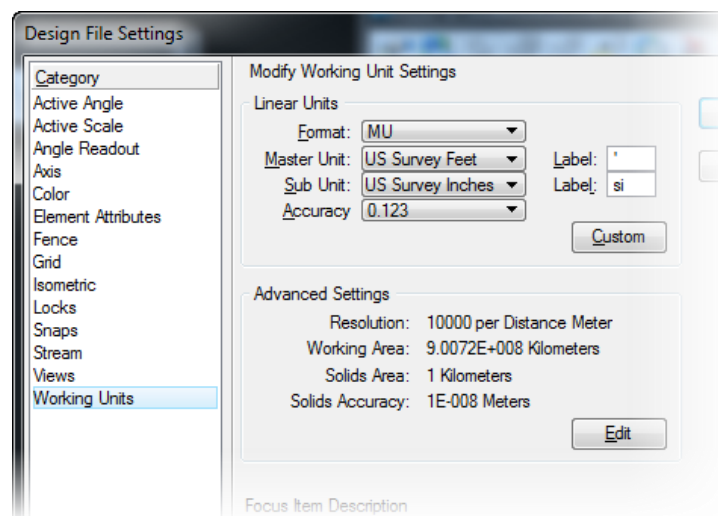 Design File Settings
Category
Active Angle
Active Scale
Angle Readout
Axis
Color
Element Attributes
Fence
Grid
Isometric
Locks
Snaps
Stream
Views
Working Units
Modify Working Unit Settings
Linear Units
Format: MU
Master Unit: US Survey Feet Label: '
Sub Unit: US Survey Inches Label: si
Accuracy 0.123
Custom
Advanced Settings
Resolution: 10000 per Distance Meter
Working Area: 9.0072E+008 Kilometers
Solids Area: 1 Kilometers
Solids Accuracy: 1E-008 Meters
Edit
Focus Item Description